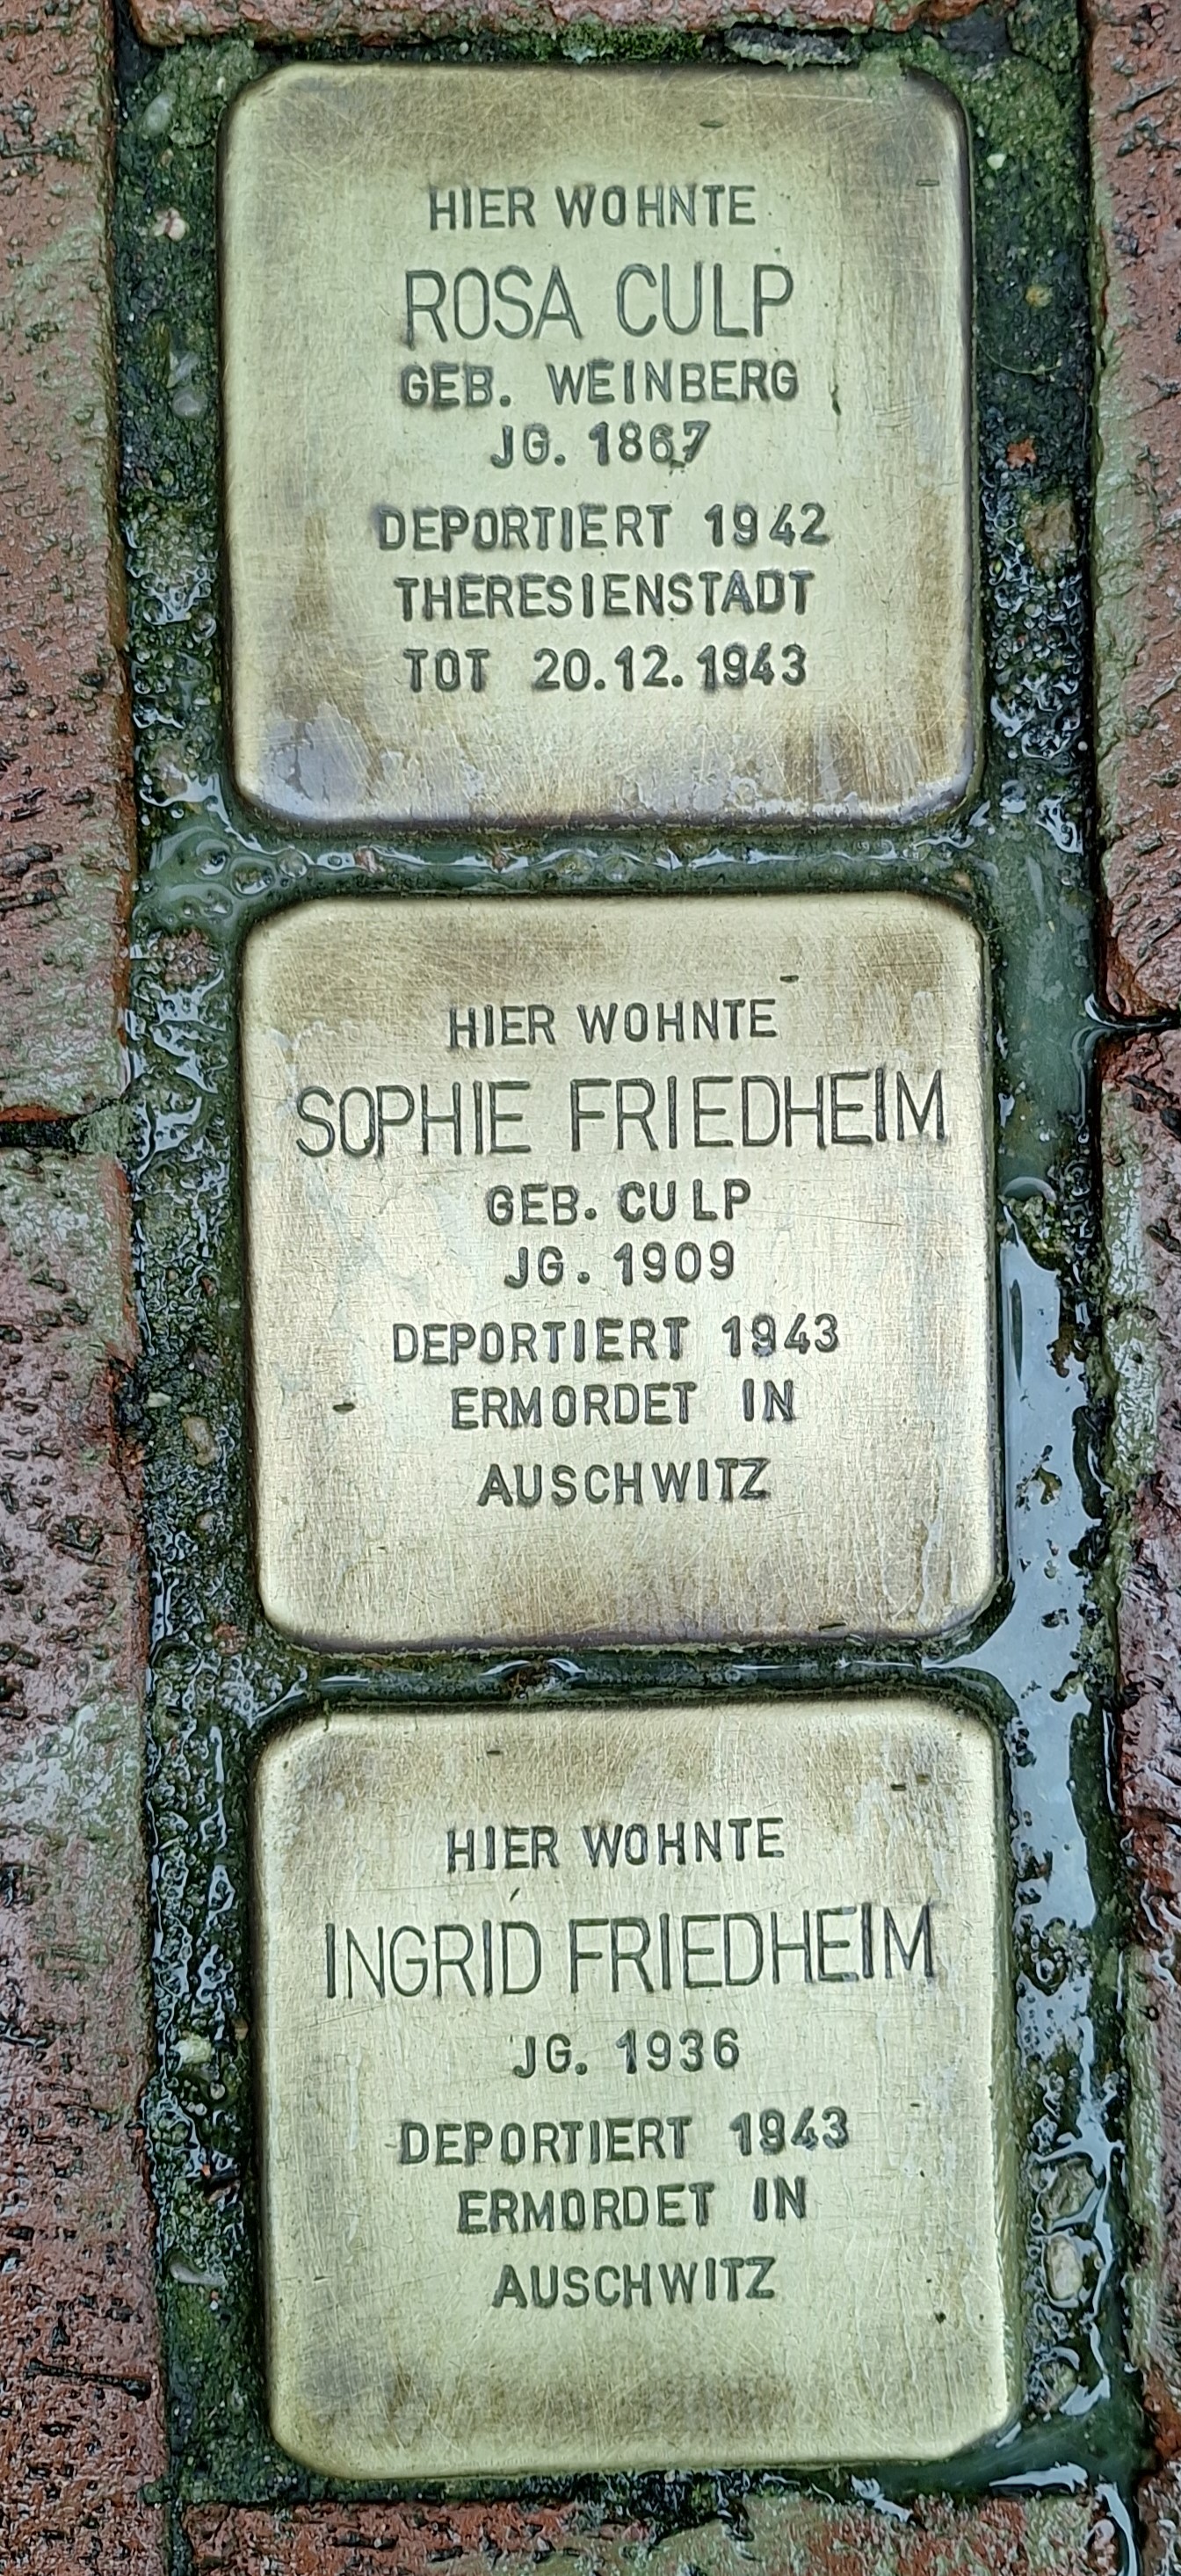 HIER WOHNTE
ROSA CULP
GEB. WEINBERG
JG. 1867
DEPORTIERT 1942
THERESIENSTADT
TOT 20.12.1943
HIER WOHNTE
SOPHIE FRIEDHEIM
GEB. CULP
JG. 1909
DEPORTIERT 1943
ERMORDET IN
AUSCHWITZ
HIER WOHNTE
INGRID FRIEDHEIM
JG. 1936
DEPORTIERT 1943
ERMORDET IN
AUSCHWITZ